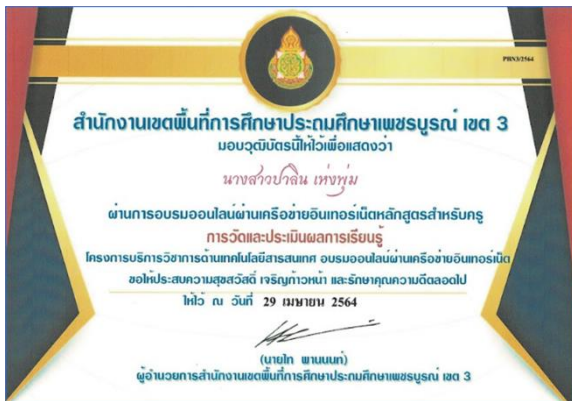 PBN3/2564
สำนักงานเขตพื้นที่การศึกษาประถมศึกษาเพชรบูรณ์ เขต 3
มอบวุฒิบัตรนี้ให้ไว้เพื่อแสดงว่า
นางสาวปาลิน เห่งพุ่ม
ผ่านการอบรมออนไลน์ผ่านเครือข่ายอินเทอร์เน็ตหลักสูตรสำหรับครู
การวัดและประเมินผลการเรียนรู้
โครงการบริการวิชาการด้านเทคโนโลยีสารสนเทศ อบรมออนไลน์ผ่านเครือข่ายอินเทอร์เน็ต
ขอให้ประสบความสุขสวัสดิ์ เจริญก้าวหน้า และรักษาคุณความดีตลอดไป
ให้ไว้ ณ วันที่ 29 เมษายน 2564
(นายไท พานนนท์)
ผู้อำนวยการสำนักงานเขตพื้นที่การศึกษาประถมศึกษาเพชรบูรณ์ เขต 3